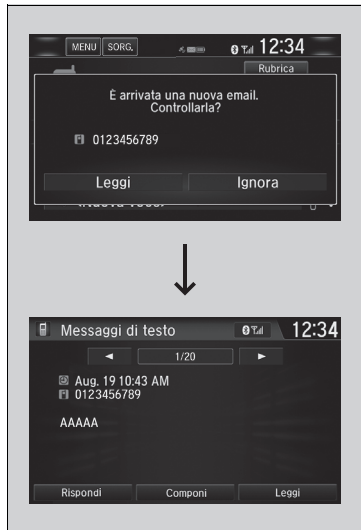 MENU SORG. 12:34
Rubrica
È arrivata una nuova email.
Controllarla?
0123456789
Leggi Ignora
Messaggi di testo 12:34
◄ 1/20 ►
Aug. 19 10:43 AM
0123456789
AAAAA
Rispondi Componi Leggi